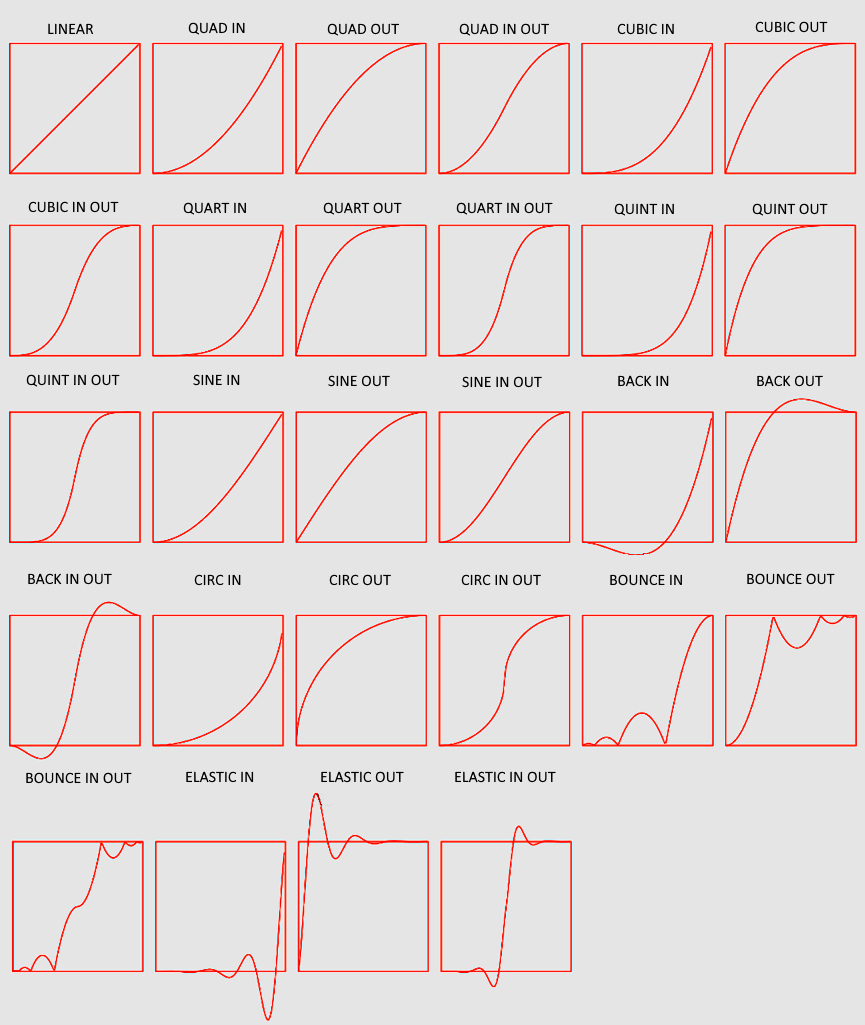 LINEAR
QUAD IN
QUAD OUT
QUAD IN OUT
CUBIC IN
CUBIC OUT
CUBIC IN OUT
QUART IN
QUART OUT
QUART IN OUT
QUINT IN
QUINT OUT
QUINT IN OUT
SINE IN
SINE OUT
SINE IN OUT
BACK IN
BACK OUT
BACK IN OUT
CIRC IN
CIRC OUT
CIRC IN OUT
BOUNCE IN
BOUNCE OUT
BOUNCE IN OUT
ELASTIC IN
ELASTIC OUT
ELASTIC IN OUT